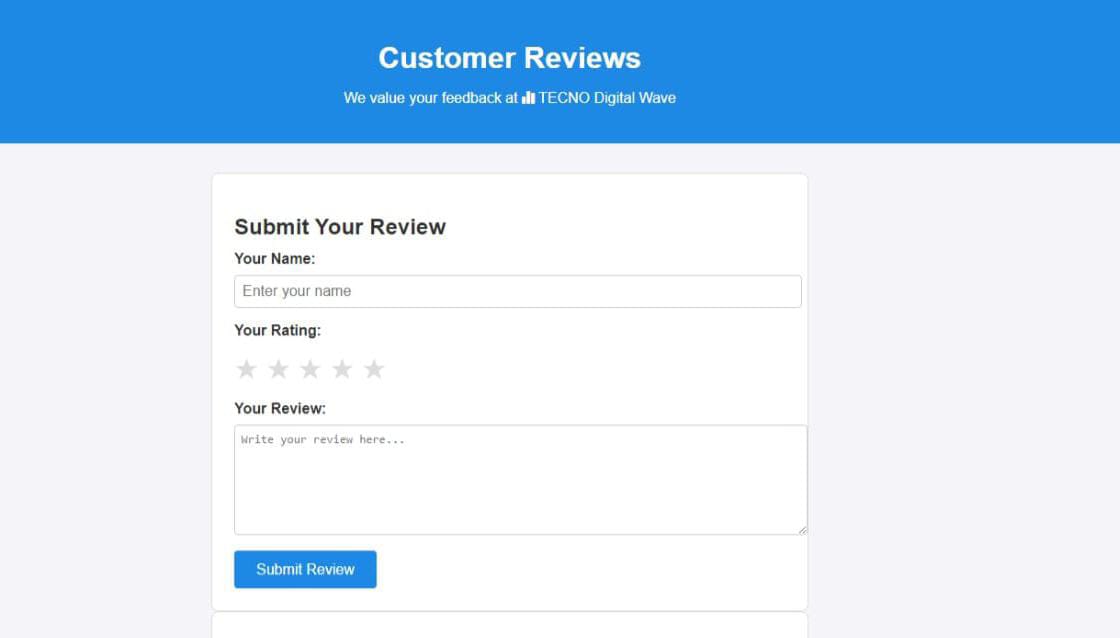 Customer Reviews
We value your feedback at TECNO Digital Wave
Submit Your Review
Your Name:
Enter your name
Your Rating:
Your Review:
Write your review here...
Submit Review